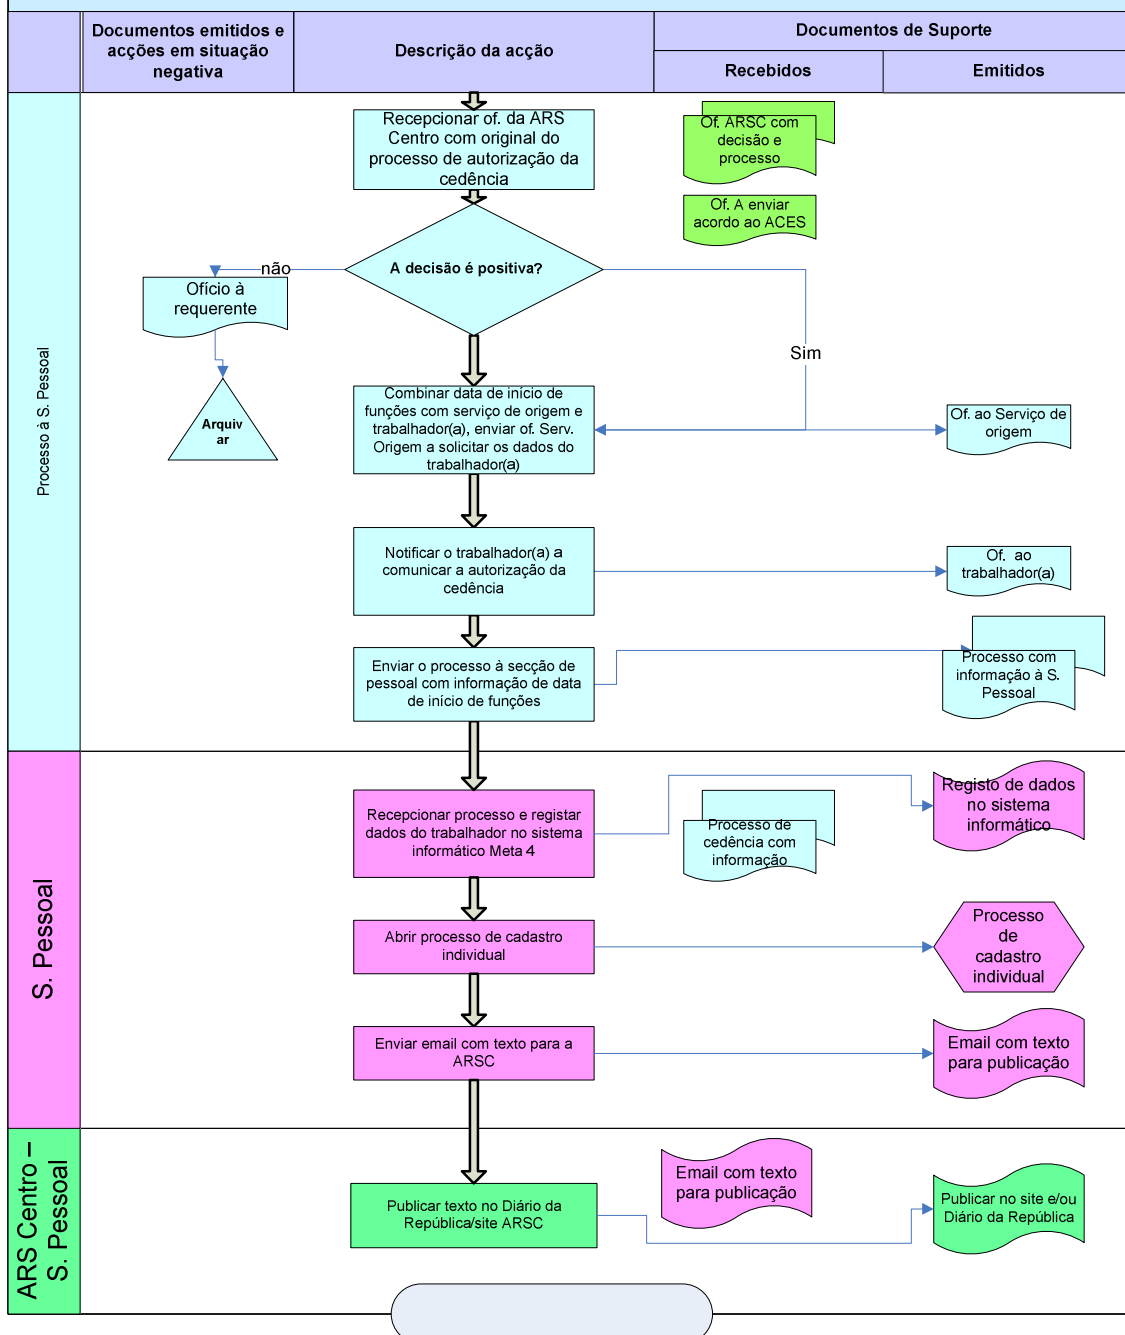 Documentos emitidos e
acções em situação
negativa
Descrição da acção
Documentos de Suporte
Recebidos
Emitidos
Processo à S. Pessoal
Recepcionar of. da ARS
Centro com original do
processo de autorização da
cedência
Of. ARSC com
decisão e
processo
Of. A enviar
acordo ao ACES
A decisão é positiva?
não
Ofício à
requerente
Sim
Arquiv
ar
Combinar data de início de
funções com serviço de origem e
trabalhador(a), enviar of. Serv.
Origem a solicitar os dados do
trabalhador(a)
Of. ao Serviço de
origem
Notificar o trabalhador(a) a
comunicar a autorização da
cedência
Of. ao
trabalhador(a)
Enviar o processo à secção de
pessoal com informação de data
de início de funções
Processo com
informação à S.
Pessoal
S. Pessoal
Recepcionar processo e registar
dados do trabalhador no sistema
informático Meta 4
Processo de
cedência com
informação
Registo de dados
no sistema
informático
Abrir processo de cadastro
individual
Processo
de
cadastro
individual
Enviar email com texto para a
ARSC
Email com texto
para publicação
ARS Centro –
S. Pessoal
Publicar texto no Diário da
República/site ARSC
Email com texto
para publicação
Publicar no site e/ou
Diário da República